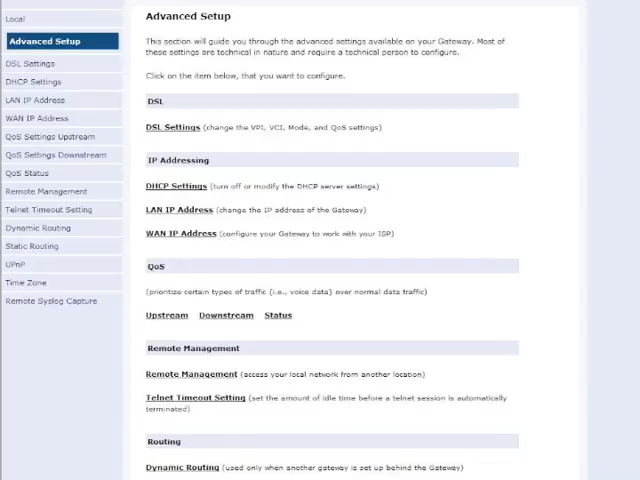 Local
Advanced Setup
DSL Settings
DHCP Settings
LAN IP Address
WAN IP Address
QoS Settings Upstream
QoS Settings Downstream
QoS Status
Remote Management
Telnet Timeout Setting
Dynamic Routing
Static Routing
UPnP
Time Zone
Remote Syslog Capture
Advanced Setup
This section will guide you through the advanced settings available on your Gateway. Most of
these settings are technical in nature and require a technical person to configure.
Click on the item below, that you want to configure.
DSL
DSL Settings (change the VPI, VCI, Mode, and QoS settings)
IP Addressing
DHCP Settings (turn off or modify the DHCP server settings)
LAN IP Address (change the IP address of the Gateway)
WAN IP Address (configure your Gateway to work with your ISP)
QoS
(prioritize certain types of traffic (i.e., voice data) over normal data traffic)
Upstream Downstream Status
Remote Management
Remote Management (access your local network from another location)
Telnet Timeout Setting (set the amount of idle time before a telnet session is automatically
terminated)
Routing
Dynamic Routing (used only when another gateway is set up behind the Gateway)